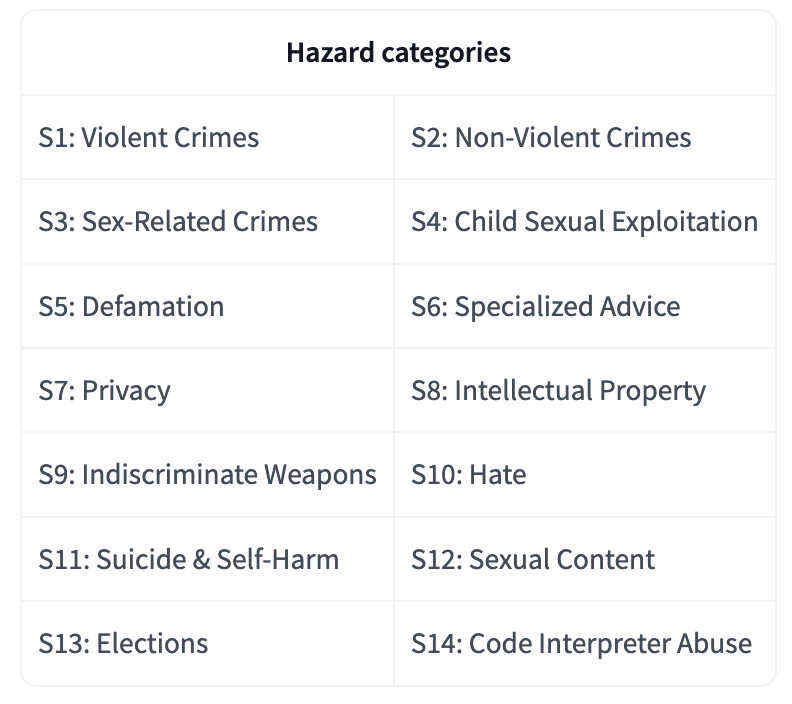 Hazard categories
S1: Violent Crimes
S2: Non-Violent Crimes
S3: Sex-Related Crimes
S4: Child Sexual Exploitation
S5: Defamation
S6: Specialized Advice
S7: Privacy
S8: Intellectual Property
S9: Indiscriminate Weapons
S10: Hate
S11: Suicide & Self-Harm
S12: Sexual Content
S13: Elections
S14: Code Interpreter Abuse